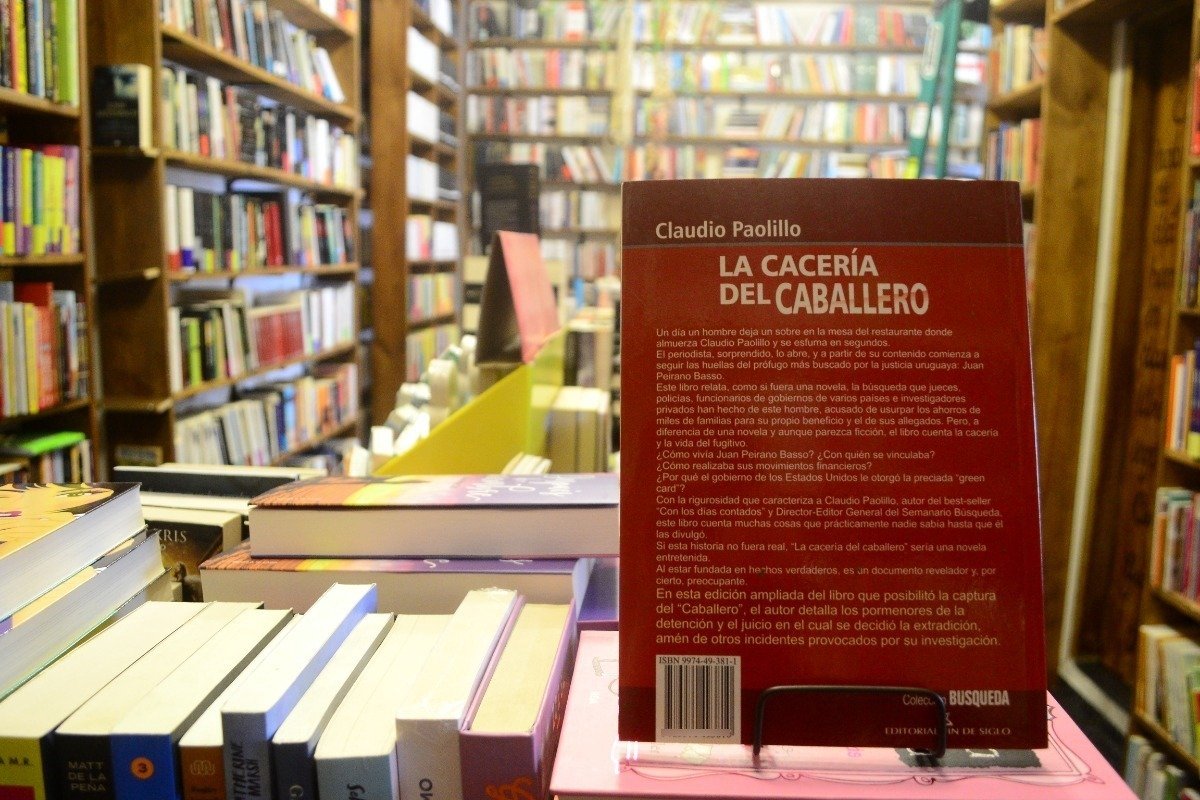 Claudio Paolillo
LA CACERÍA
DEL CABALLERO
Un día un hombre deja un sobre en la mesa del restaurante donde
almuerza Claudio Paolillo y se esfuma en segundos.
El periodista, sorprendido, lo abre, y a partir de su contenido comienza a
seguir las huellas del prófugo más buscado por la justicia uruguaya: Juan
Peirano Basso.
Este libro relata, como si fuera una novela, la búsqueda que jueces,
policías, funcionarios de gobiernos de varios países e investigadores
privados han hecho de este hombre, acusado de usurpar los ahorros de
miles de familias para su propio beneficio y el de sus allegados. Pero, a
diferencia de una novela y aunque parezca ficción, el libro cuenta la cacería
y la vida del fugitivo.
¿Cómo vivía Juan Peirano Basso? ¿Con quién se vinculaba?
¿Cómo realizaba sus movimientos financieros?
¿Por qué el gobierno de los Estados Unidos le otorgó la preciada “green
card”?
Con la rigurosidad que caracteriza a Claudio Paolillo, autor del best-seller
“Con los días contados” y Director-Editor General del Semanario Búsqueda,
este libro cuenta muchas cosas que prácticamente nadie sabía hasta que él
las divulgó.
Si esta historia no fuera real, “La cacería del caballero” sería una novela
entretenida.
Al estar fundada en hechos verdaderos, es un documento revelador y, por
cierto, preocupante.
En esta edición ampliada del libro que posibilitó la captura
del “Caballero”, el autor detalla los pormenores de la
detención y el juicio en el cual se decidió la extradición,
amén de otros incidentes provocados por su investigación.
ISBN 9974-49-381-1
Colección BUSQUEDA
EDITORIAL FIN DE SIGLO
MATT
DE LA
PEÑA
3